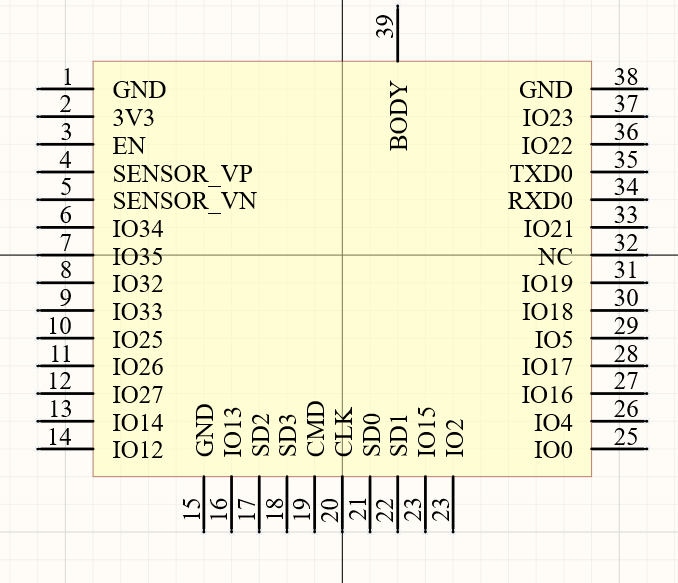 39
BODY
1 GND GND 38
2 3V3 IO23 37
3 EN IO22 36
4 SENSOR_VP TXD0 35
5 SENSOR_VN RXD0 34
6 IO34 IO21 33
7 IO35 NC 32
8 IO32 IO19 31
9 IO33 IO18 30
10 IO25 IO5 29
11 IO26 IO17 28
12 IO27 IO16 27
13 IO14 IO4 26
14 IO12 IO0 25
GND IO13 SD2 SD3 CMD CLK SD0 SD1 IO15 IO2
15 16 17 18 19 20 21 22 23 23